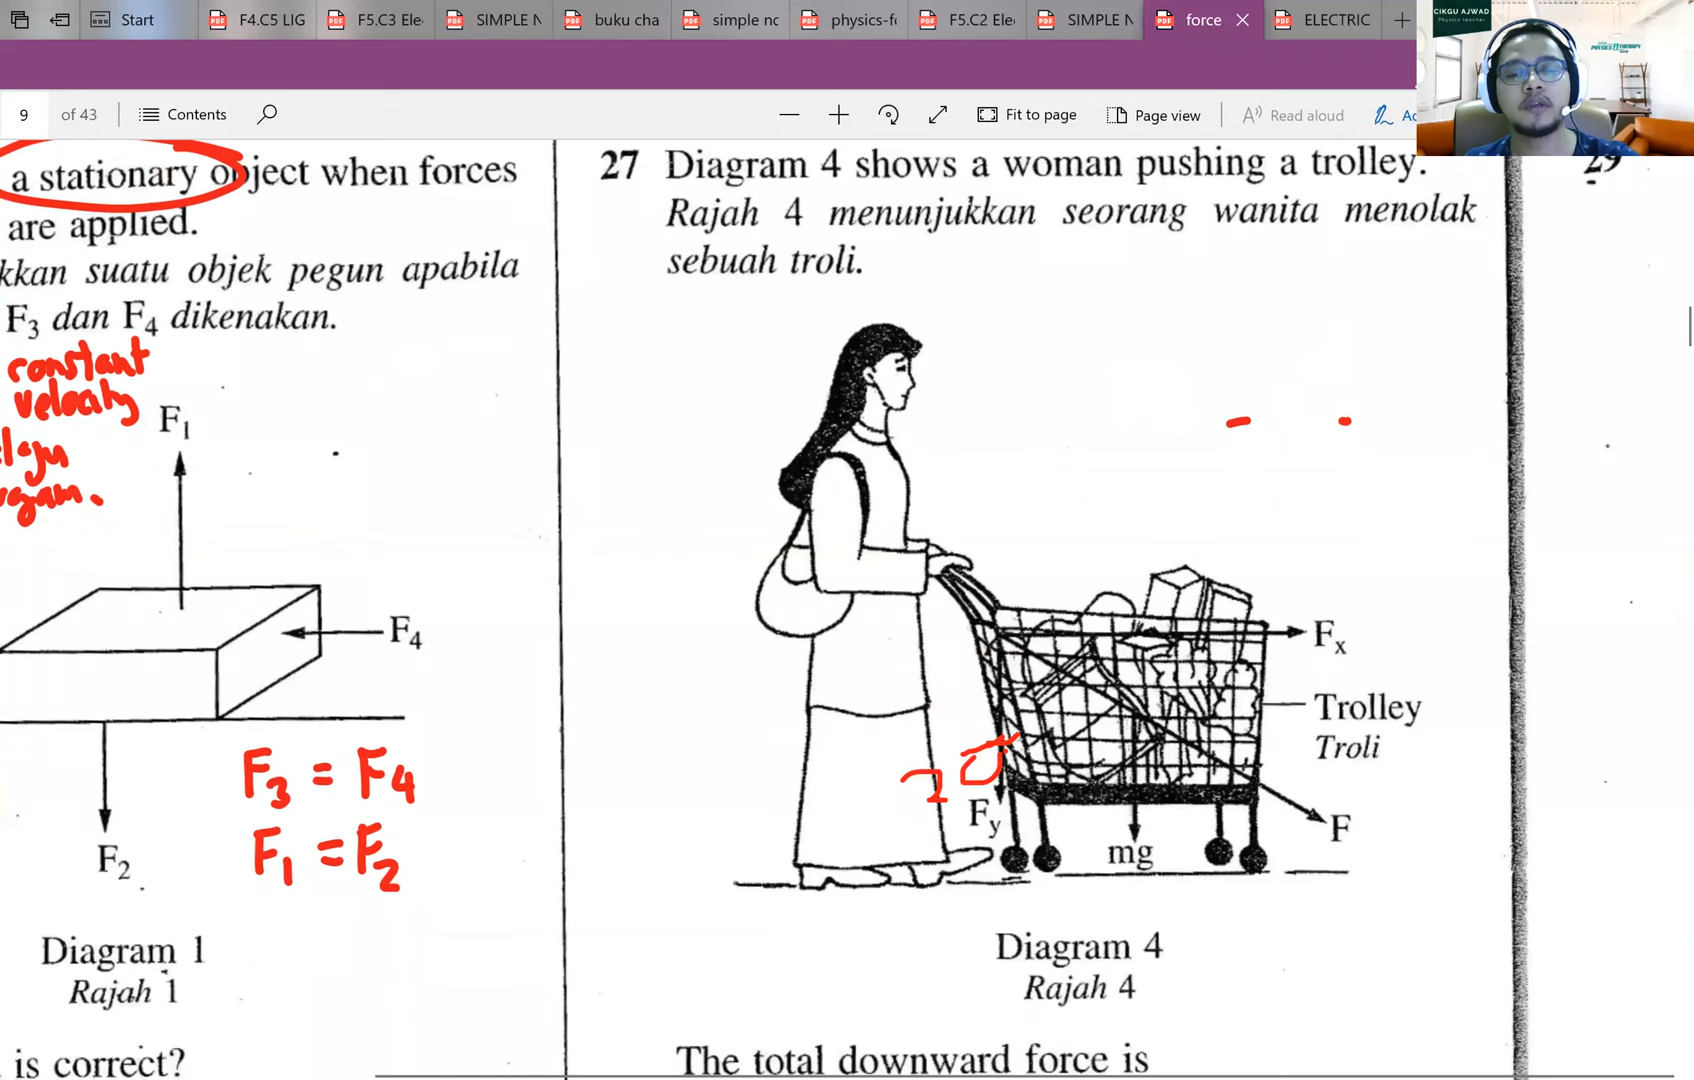 Start
F4.C5 LIG
F5.C3 Ele
SIMPLE N
buku cha
simple nc
physics-f
F5.C2 Ele
SIMPLE N
force
ELECTRIC
CIKGU AJWAD
Physics teacher
9 of 43
Contents
Fit to page
Page view
Read aloud
a stationary object when forces
are applied.
kkan suatu objek pegun apabila
F3 dan F4 dikenakan.
constant
velocity
F1
F4
F3 = F4
F1 = F2
F2
Diagram 1
Rajah 1
is correct?
27 Diagram 4 shows a woman pushing a trolley.
Rajah 4 menunjukkan seorang wanita menolak
sebuah troli.
Fx
Trolley
Troli
Fy
mg
F
Diagram 4
Rajah 4
The total downward force is
29